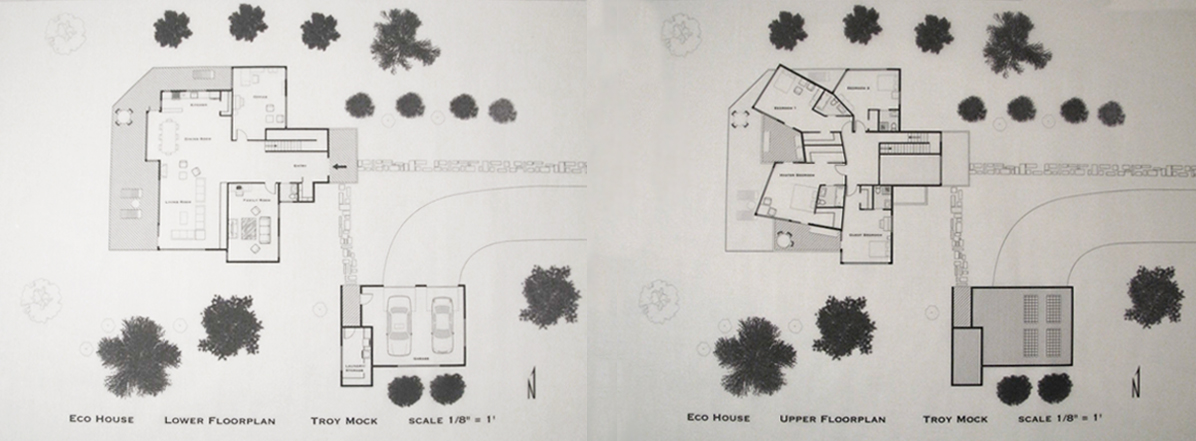 KITCHEN
OFFICE
DINING ROOM
ENTRY
LIVING ROOM
FAMILY ROOM
LAUNDRY
STORAGE
GARAGE
ECO HOUSE LOWER FLOORPLAN TROY MOCK SCALE 1/8" = 1'
BEDROOM 1
BEDROOM 2
MASTER BEDROOM
GUEST BEDROOM
ECO HOUSE UPPER FLOORPLAN TROY MOCK SCALE 1/8" = 1'